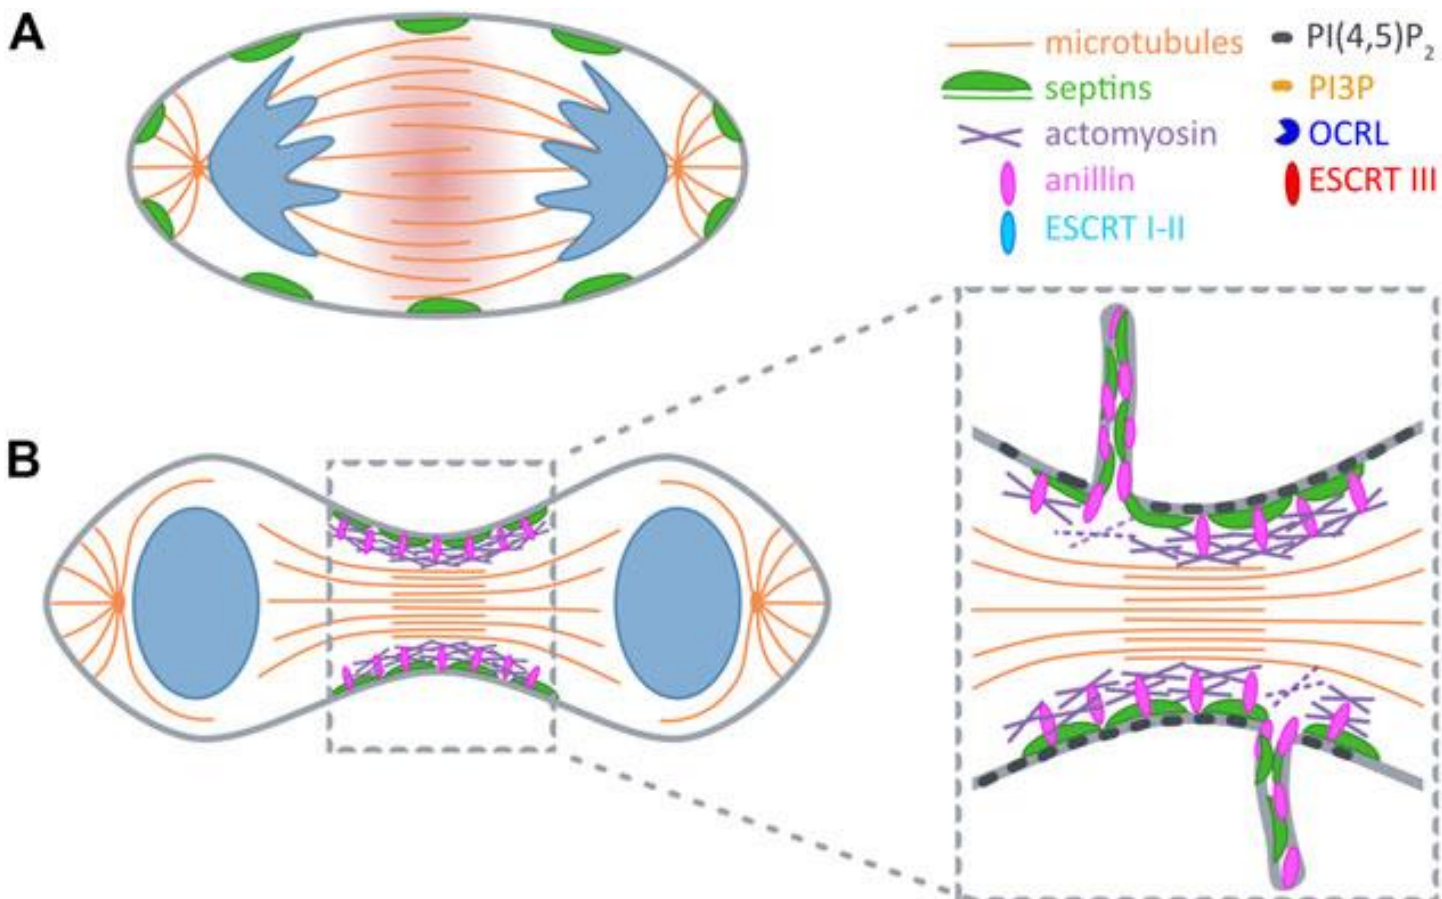 A
microtubules
septins
actomyosin
anillin
ESCRT I-II
PI(4,5)P₂
PI3P
OCRL
ESCRT III
B